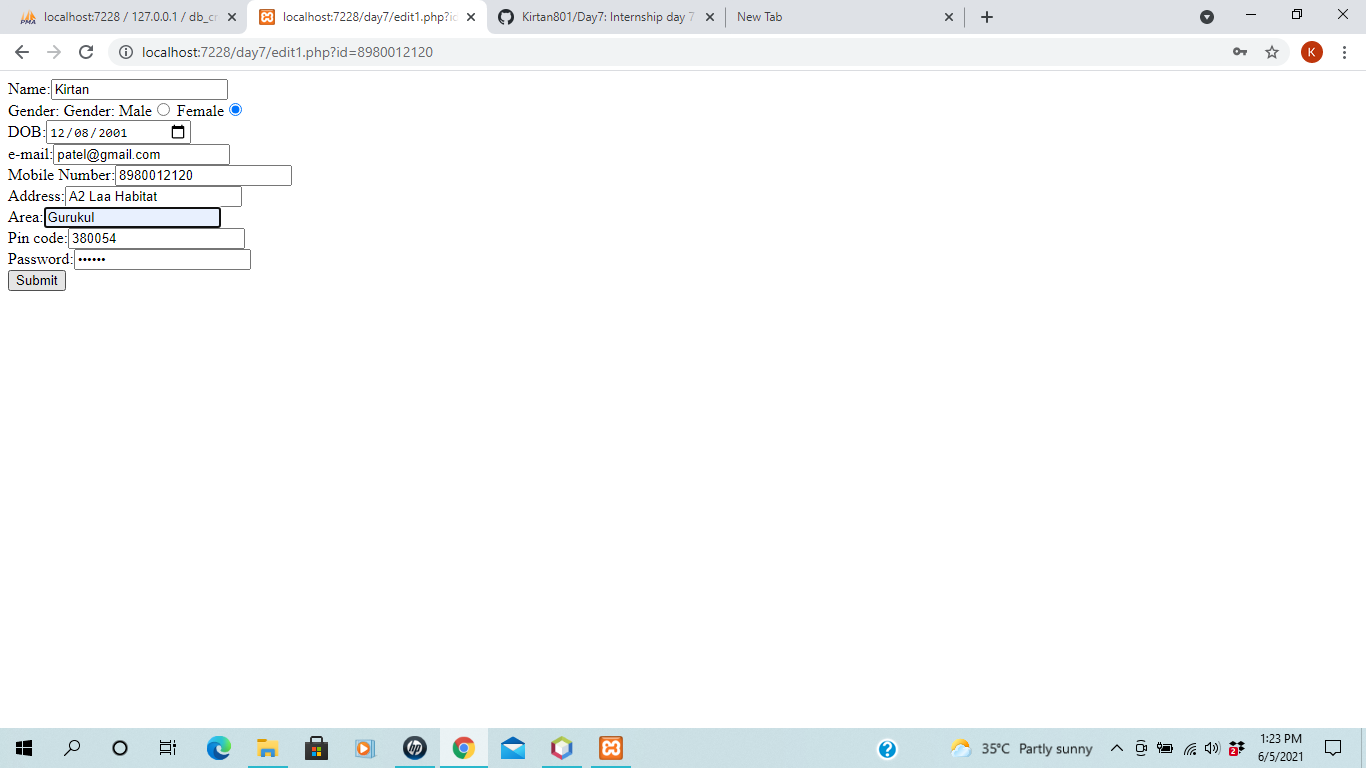 localhost:7228 / 127.0.0.1 / db_cr
localhost:7228/day7/edit1.php?id
Kirtan801/Day7: Internship day 7
New Tab
localhost:7228/day7/edit1.php?id=8980012120
K
Name: Kirtan
Gender: Gender: Male Female
DOB: 12/08/2001
e-mail: patel@gmail.com
Mobile Number: 8980012120
Address: A2 Laa Habitat
Area: Gurukul
Pin code: 380054
Password: ••••••
Submit
35°C Partly sunny
1:23 PM
6/5/2021